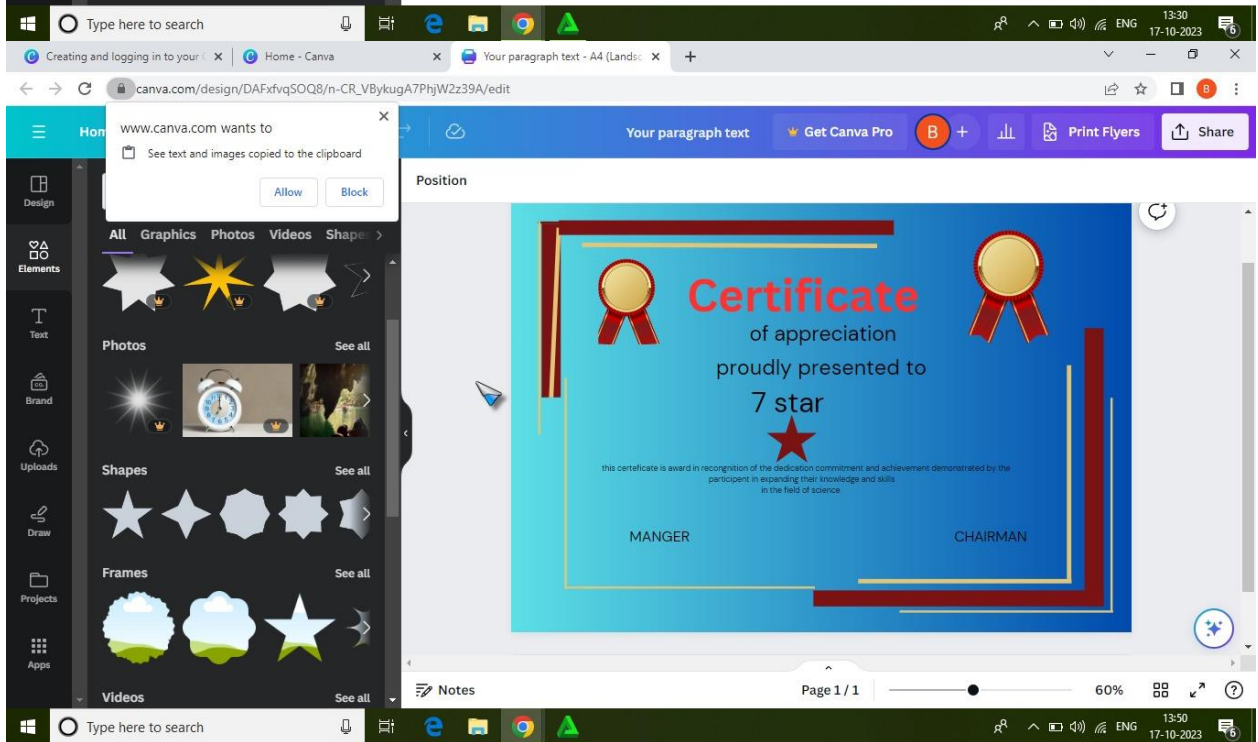 Type here to search
ENG
13:30
17-10-2023
6
Creating and logging in to your
Home - Canva
Your paragraph text - A4 (Landsc
canva.com/design/DAFxfvqSOQ8/n-CR_VBykugA7PhjW2z39A/edit
B
www.canva.com wants to
See text and images copied to the clipboard
Allow
Block
Hom
Your paragraph text
Get Canva Pro
B
Print Flyers
Share
Position
Design
Elements
Text
Brand
Uploads
Draw
Projects
Apps
All
Graphics
Photos
Videos
Shape
Photos
See all
Shapes
See all
Frames
See all
Videos
See all
Certificate
of appreciation
proudly presented to
7 star
this certeficate is award in recongnition of the dedication commitment and achievement demonstrated by the
participent in expanding their knowledge and skills
in the field of science
MANGER
CHAIRMAN
Notes
Page 1 / 1
60%
Type here to search
ENG
13:50
17-10-2023
6